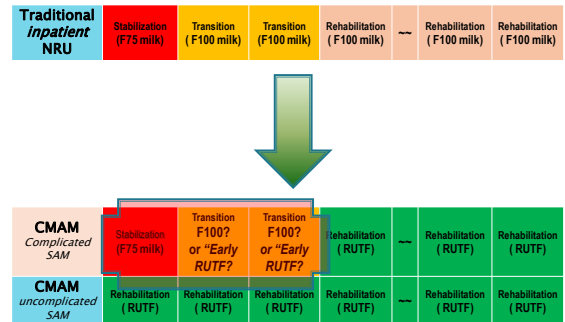 Traditional
inpatient
NRU
Stabilization
(F75 milk)
Transition
( F100 milk)
Transition
( F100 milk)
Rehabilitation
( F100 milk)
~~
Rehabilitation
( F100 milk)
Rehabilitation
( F100 milk)
CMAM
Complicated
SAM
Stabilization
(F75 milk)
Transition
F100?
or “Early
RUTF?
Transition
F100?
or “Early
RUTF?
Rehabilitation
( RUTF)
~~
Rehabilitation
( RUTF)
Rehabilitation
( RUTF)
CMAM
uncomplicated
SAM
Rehabilitation
( RUTF)
Rehabilitation
( RUTF)
Rehabilitation
( RUTF)
Rehabilitation
( RUTF)
~~
Rehabilitation
( RUTF)
Rehabilitation
( RUTF)